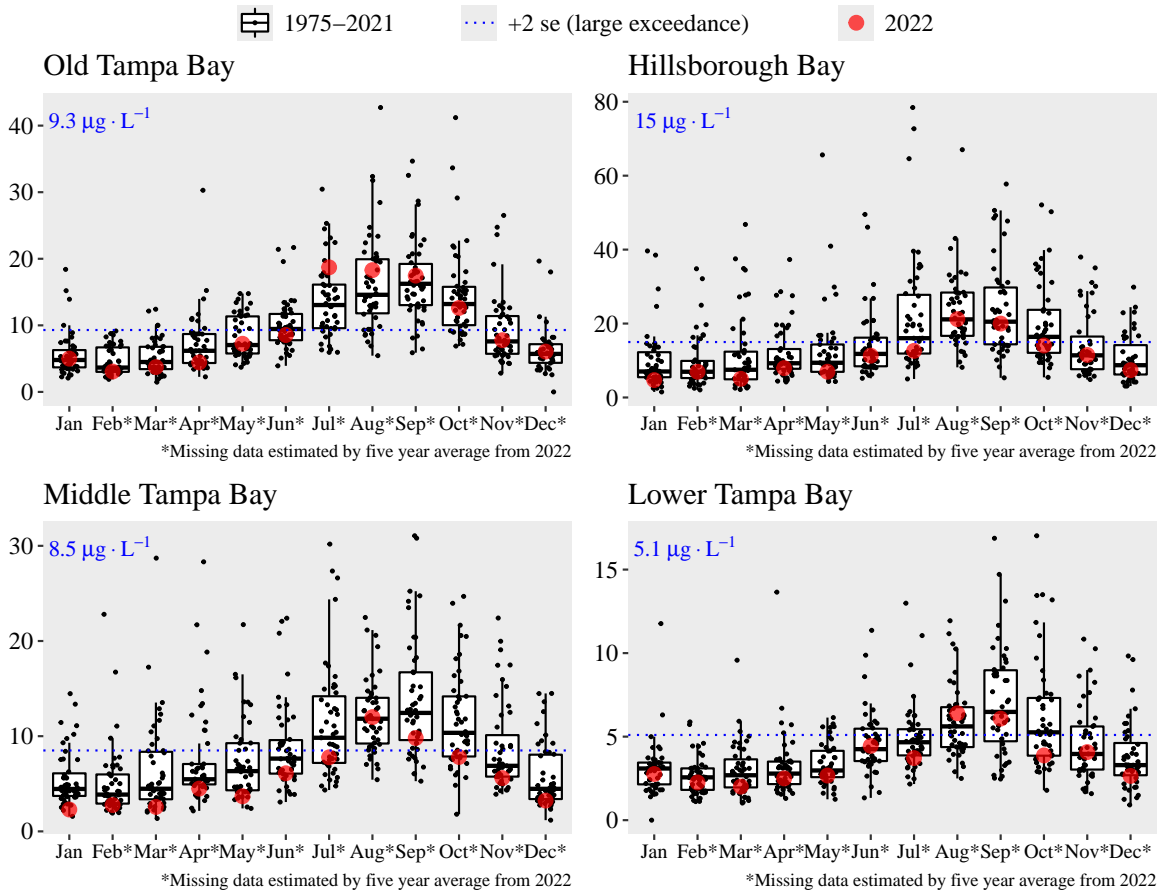 1975–2021 +2 se (large exceedance) 2022
Old Tampa Bay
9.3 μg · L⁻¹
40
30
20
10
0
Jan Feb* Mar* Apr* May* Jun* Jul* Aug* Sep* Oct* Nov* Dec*
*Missing data estimated by five year average from 2022
Hillsborough Bay
15 μg · L⁻¹
80
60
40
20
0
Jan Feb* Mar* Apr* May* Jun* Jul* Aug* Sep* Oct* Nov* Dec*
*Missing data estimated by five year average from 2022
Middle Tampa Bay
8.5 μg · L⁻¹
30
20
10
0
Jan Feb* Mar* Apr* May* Jun* Jul* Aug* Sep* Oct* Nov* Dec*
*Missing data estimated by five year average from 2022
Lower Tampa Bay
5.1 μg · L⁻¹
15
10
5
0
Jan Feb* Mar* Apr* May* Jun* Jul* Aug* Sep* Oct* Nov* Dec*
*Missing data estimated by five year average from 2022